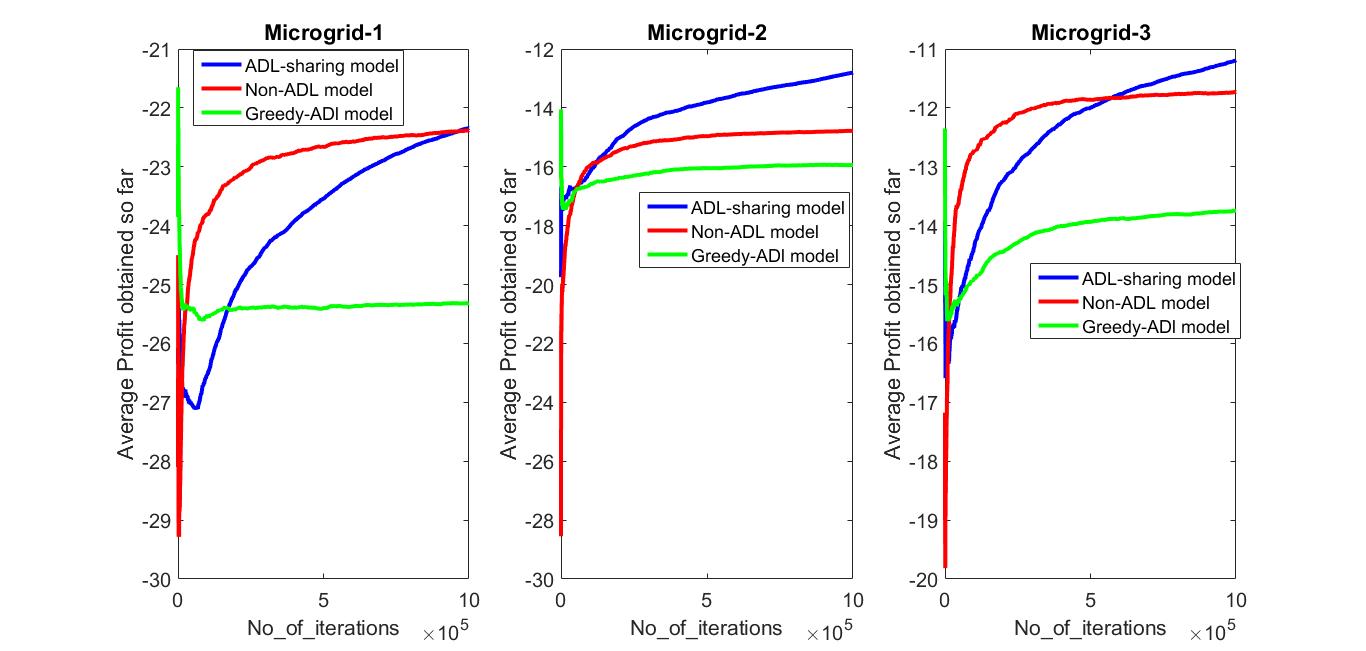 Microgrid-1
-21
-22
-23
-24
-25
-26
-27
-28
-29
-30
0
5
10
×10^5
No_of_iterations
Average Profit obtained so far
ADL-sharing model
Non-ADL model
Greedy-ADl model
Microgrid-2
-12
-14
-16
-18
-20
-22
-24
-26
-28
-30
0
5
10
×10^5
No_of_iterations
Average Profit obtained so far
ADL-sharing model
Non-ADL model
Greedy-ADl model
Microgrid-3
-11
-12
-13
-14
-15
-16
-17
-18
-19
-20
0
5
10
×10^5
No_of_iterations
Average Profit obtained so far
ADL-sharing model
Non-ADL model
Greedy-ADl model